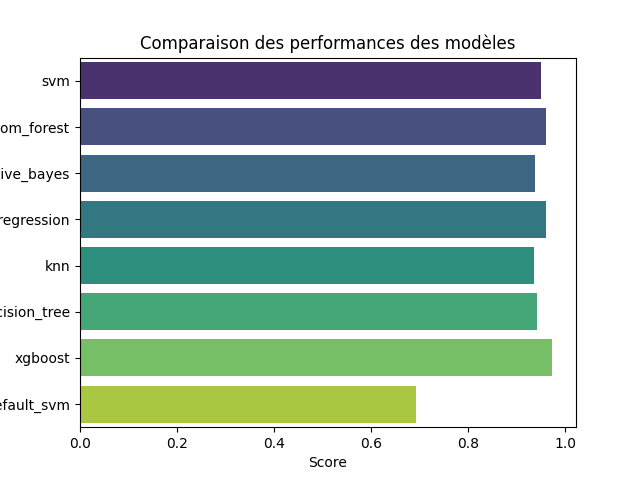 Comparaison des performances des modèles
svm
om_forest
ive_bayes
regression
knn
cision_tree
xgboost
efault_svm
0.0 0.2 0.4 0.6 0.8 1.0
Score